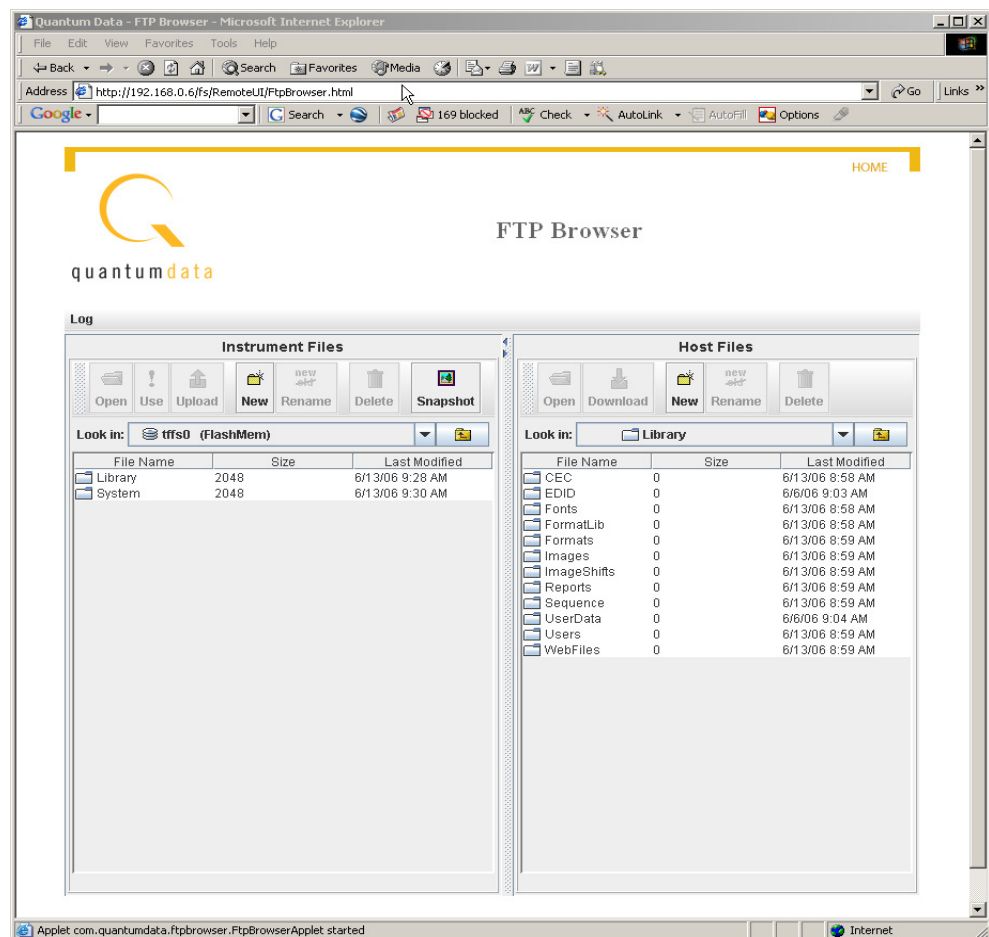 Quantum Data - FTP Browser - Microsoft Internet Explorer
File Edit View Favorites Tools Help
Back Search Favorites Media
Address http://192.168.0.6/fs/RemoteUI/FtpBrowser.html Go Links »
Google Search 169 blocked ABC Check AutoLink AutoFill Options
HOME
FTP Browser
quantumdata
Log
Instrument Files
Open Use Upload New new old Rename Delete Snapshot
Look in: tffs0 (FlashMem)
File Name Size Last Modified
Library 2048 6/13/06 9:28 AM
System 2048 6/13/06 9:30 AM
Host Files
Open Download New new old Rename Delete
Look in: Library
File Name Size Last Modified
CEC 0 6/13/06 8:58 AM
EDID 0 6/6/06 9:03 AM
Fonts 0 6/13/06 8:58 AM
FormatLib 0 6/13/06 8:58 AM
Formats 0 6/13/06 8:59 AM
Images 0 6/13/06 8:59 AM
ImageShifts 0 6/13/06 8:59 AM
Reports 0 6/13/06 8:59 AM
Sequence 0 6/13/06 8:59 AM
UserData 0 6/6/06 9:04 AM
Users 0 6/13/06 8:59 AM
WebFiles 0 6/13/06 8:59 AM
Applet com.quantumdata.ftpbrowser.FtpBrowserApplet started Internet